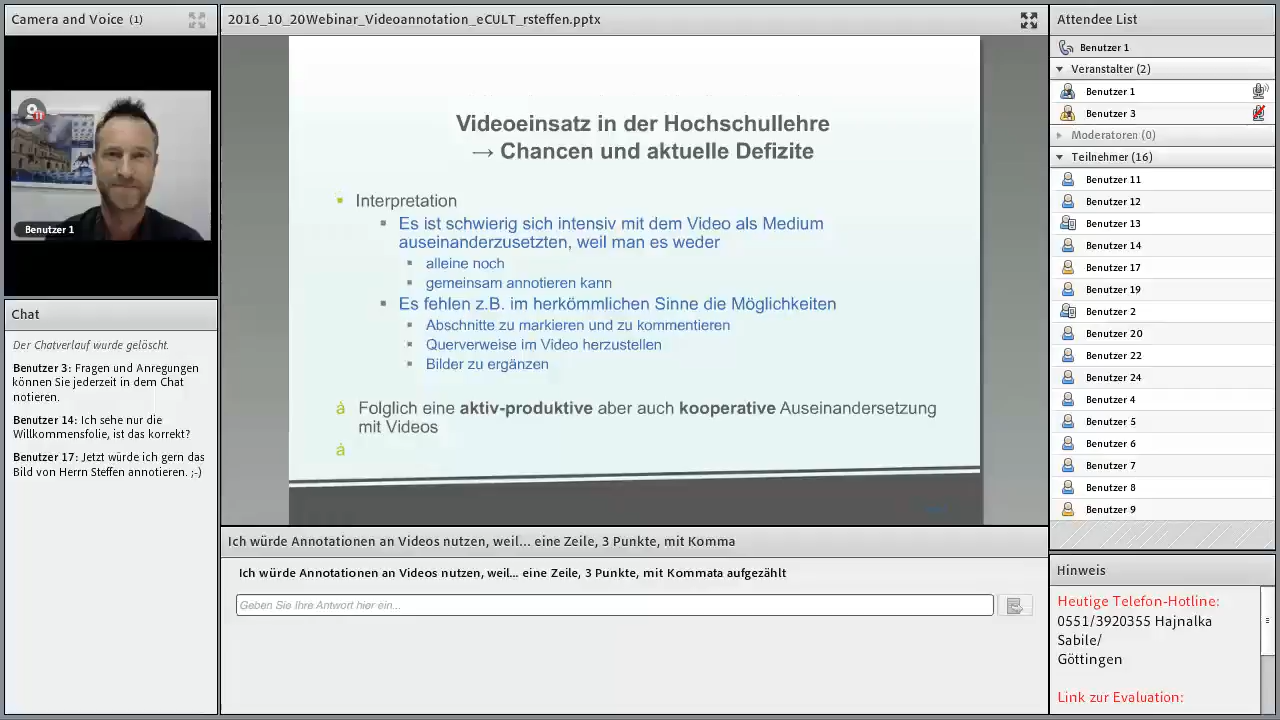 Camera and Voice (1)
Benutzer 1
Chat
Der Chatverlauf wurde gelöscht.
Benutzer 3: Fragen und Anregungen
können Sie jederzeit in dem Chat
notieren.
Benutzer 14: Ich sehe nur die
Willkommensfolie, ist das korrekt?
Benutzer 17: Jetzt würde ich gern das
Bild von Herrn Steffen annotieren. ;-)
2016_10_20Webinar_Videoannotation_eCULT_rsteffen.pptx
Videoeinsatz in der Hochschullehre
→ Chancen und aktuelle Defizite
Interpretation
Es ist schwierig sich intensiv mit dem Video als Medium
auseinanderzusetzten, weil man es weder
alleine noch
gemeinsam annotieren kann
Es fehlen z.B. im herkömmlichen Sinne die Möglichkeiten
Abschnitte zu markieren und zu kommentieren
Querverweise im Video herzustellen
Bilder zu ergänzen
à Folglich eine aktiv-produktive aber auch kooperative Auseinandersetzung
mit Videos
à
Ich würde Annotationen an Videos nutzen, weil... eine Zeile, 3 Punkte, mit Komma
Ich würde Annotationen an Videos nutzen, weil... eine Zeile, 3 Punkte, mit Kommata aufgezählt
Geben Sie Ihre Antwort hier ein...
Attendee List
Benutzer 1
Veranstalter (2)
Benutzer 1
Benutzer 3
Moderatoren (0)
Teilnehmer (16)
Benutzer 11
Benutzer 12
Benutzer 13
Benutzer 14
Benutzer 17
Benutzer 19
Benutzer 2
Benutzer 20
Benutzer 22
Benutzer 24
Benutzer 4
Benutzer 5
Benutzer 6
Benutzer 7
Benutzer 8
Benutzer 9
Hinweis
Heutige Telefon-Hotline:
0551/3920355 Hajnalka
Sabile/
Göttingen
Link zur Evaluation: